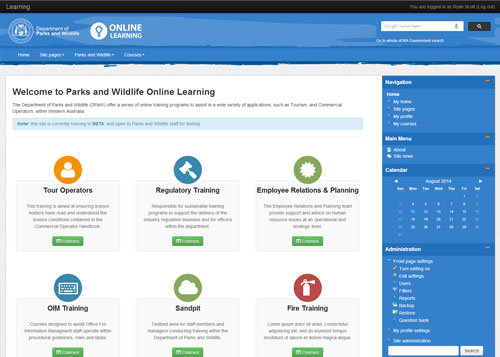 Learning
You are logged in as Ryan Scott (Log out)
Department of
Parks and Wildlife
ONLINE
LEARNING
Search
Go to whole of WA Government search
Home
Site pages
Parks and Wildlife
Courses
Welcome to Parks and Wildlife Online Learning
The Department of Parks and Wildlife (DPaW) offer a series of online training programs to assist in a wide variety of applications, such as Tourism, and Commercial
Operators, within Western Australia.
Note* this site is currently running in BETA, and open to Parks and Wildlife staff for testing.
Tour Operators
This training is aimed at ensuring licence
holders have read and understood the
licence conditions contained in the
Commercial Operator Handbook.
Courses
Regulatory Training
Responsible for sustainable training
programs to support the delivery of the
industry regulation business and for officers
within the department
Courses
Employee Relations & Planning
The Employee Relations and Planning team
provide support and advice on human
resource issues at an operational and
strategic level
Courses
OIM Training
Courses designed to assist Office For
Information Management staff operate within
procedural guidelines, roles and tasks
Sandpit
Testbed area for staff members and
managers conducting training within the
Department of Parks and Wildlife
Fire Training
Lorem ipsum dolor sit amet, consectetur
adipiscing elit, sed do eiusmod tempor
incididunt ut labore et dolore magna aliqua
Navigation
Home
My home
Site pages
My profile
My courses
Main Menu
About
Site news
Calendar
August 2014
Sun Mon Tue Wed Thu Fri Sat
1 2
3 4 5 6 7 8 9
10 11 12 13 14 15 16
17 18 19 20 21 22 23
24 25 26 27 28 29 30
31
Administration
Front page settings
Turn editing on
Edit settings
Users
Filters
Reports
Backup
Restore
Question bank
My profile settings
Site administration
Search